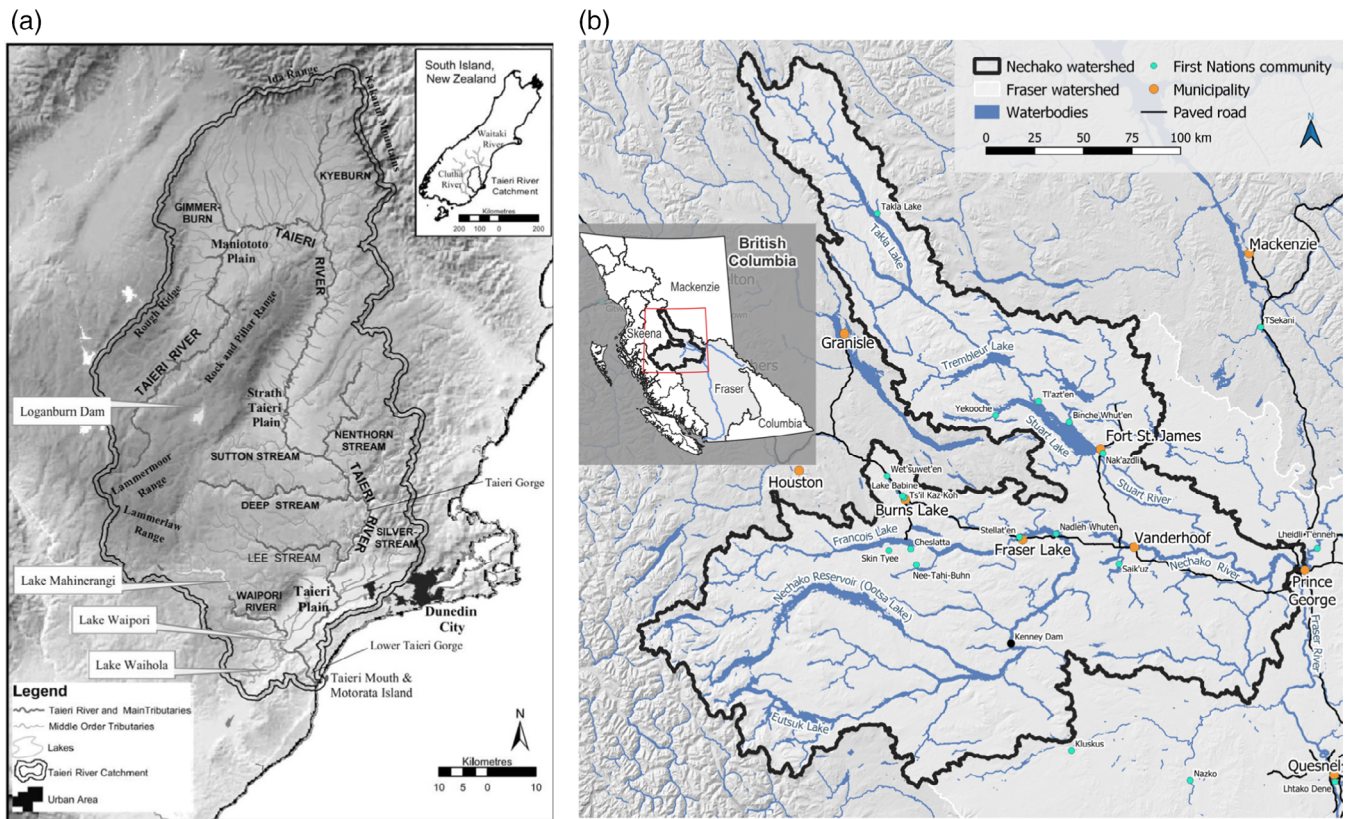 (a)
Ida Range
Kakanui Mountains
South Island,
New Zealand
Waitaki
River
Clutha
River
Taieri River
Catchment
Kilometres
200 100 0 200
KYEBURN
GIMMER-
BURN
TAIERI
RIVER
Maniototo
Plain
Rough Ridge
Rock and Pillar Range
TAIERI RIVER
Loganburn Dam
Strath
Taieri
Plain
NENTHORN
STREAM
SUTTON STREAM
Lammermoor
Range
TAIERI
RIVER
Taieri Gorge
DEEP STREAM
Lammerlaw
Range
SILVER-
STREAM
LEE STREAM
Lake Mahinerangi
WAIPORI
RIVER
Taieri
Plain
Dunedin
City
Lake Waipori
Lower Taieri Gorge
Lake Waihola
Taieri Mouth &
Motorata Island
Legend
Taieri River and MainTributaries
Middle Order Tributaries
Lakes
Taieri River Catchment
Urban Area
N
Kilometres
10 5 0 10
(b)
Nechako watershed
Fraser watershed
Waterbodies
First Nations community
Municipality
Paved road
0 25 50 75 100 km
N
Takla Lake
Takla Lake
Mackenzie
TSekani
British
Columbia
Mackenzie
Skeena
Fraser
Columbia
Granisle
Trembleur Lake
Tl'azt'en
Yekooche
Binche Whut'en
Stuart Lake
Fort St. James
Nak'azdli
Houston
Wet'suwet'en
Lake Babine
Ts'il Kaz Koh
Burns Lake
Stuart River
Stellat'en
Nadleh Whuten
Francois Lake
Cheslatta
Skin Tyee
Fraser Lake
Vanderhoof
Lheidli T'enneh
Nee-Tahi-Buhn
Saik'uz
Nechako River
Prince
George
Nechako Reservoir (Ootsa Lake)
Kenney Dam
Fraser River
Eutsuk Lake
Kluskus
Nazko
Quesnel
Lhtako Dene